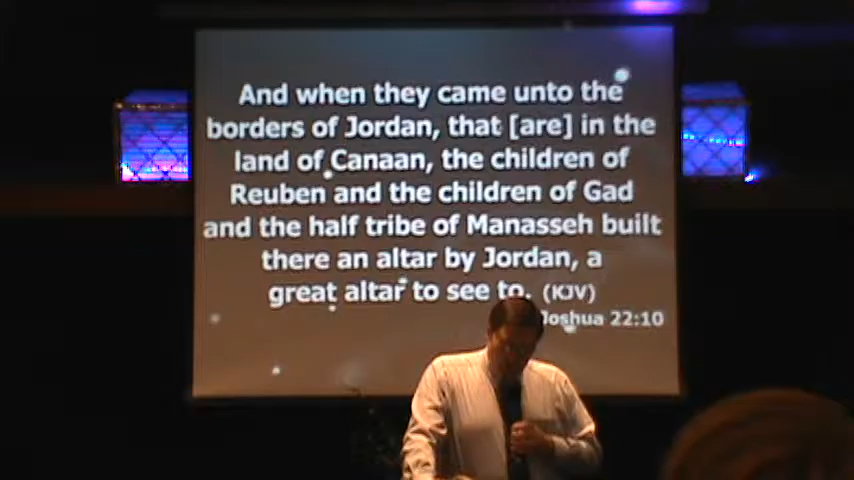 And when they came unto the
borders of Jordan, that [are] in the
land of Canaan, the children of
Reuben and the children of Gad
and the half tribe of Manasseh built
there an altar by Jordan, a
great altar to see to. (KJV)
Joshua 22:10